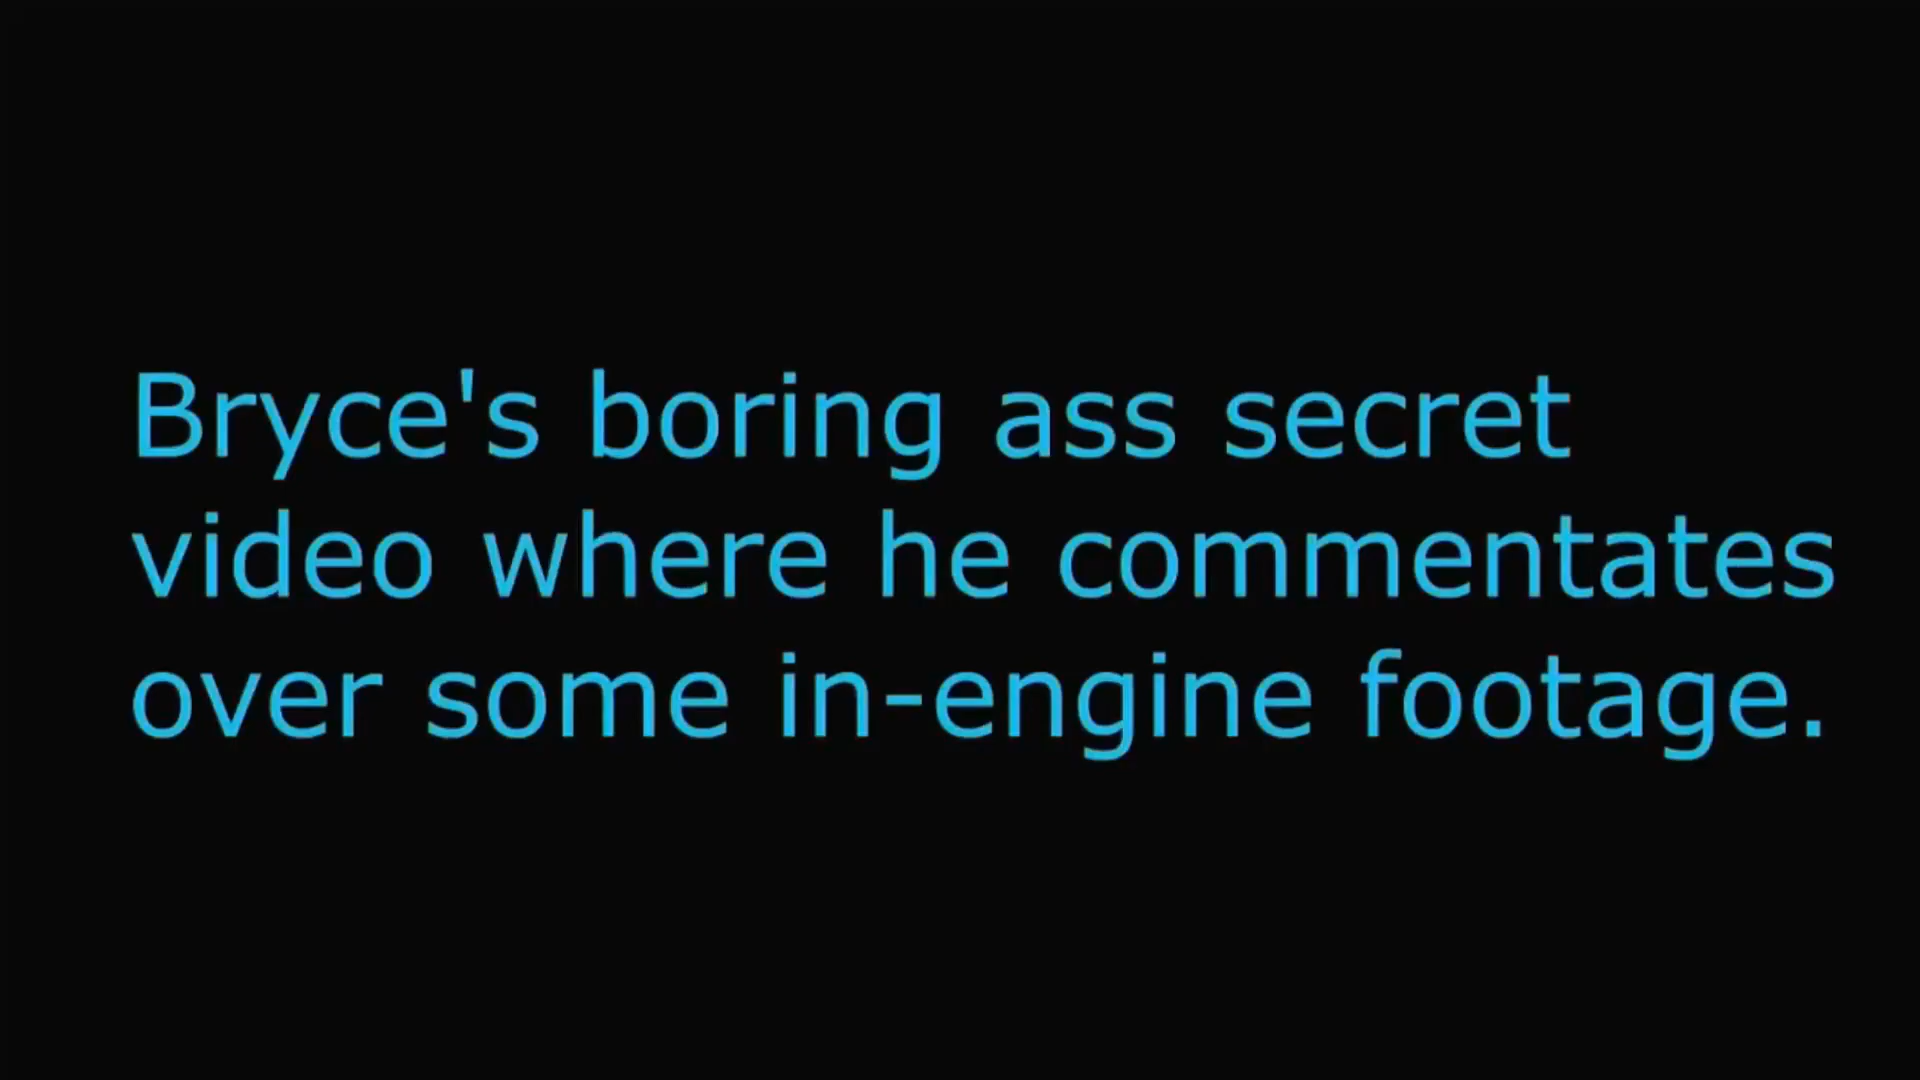 Bryce's boring ass secret
video where he commentates
over some in-engine footage.